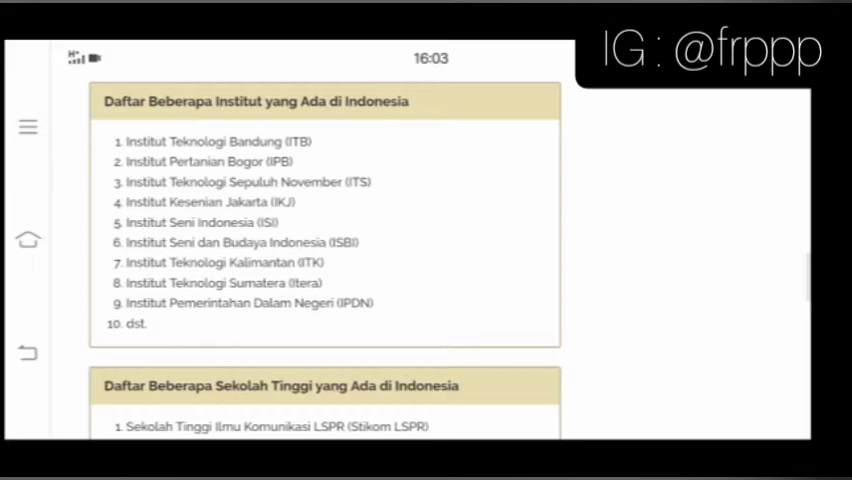 IG : @frppp
16:03
Daftar Beberapa Institut yang Ada di Indonesia
1. Institut Teknologi Bandung (ITB)
2. Institut Pertanian Bogor (IPB)
3. Institut Teknologi Sepuluh November (ITS)
4. Institut Kesenian Jakarta (IKJ)
5. Institut Seni Indonesia (ISI)
6. Institut Seni dan Budaya Indonesia (ISBI)
7. Institut Teknologi Kalimantan (ITK)
8. Institut Teknologi Sumatera (Itera)
9. Institut Pemerintahan Dalam Negeri (IPDN)
10. dst.
Daftar Beberapa Sekolah Tinggi yang Ada di Indonesia
1. Sekolah Tinggi Ilmu Komunikasi LSPR (Stikom LSPR)